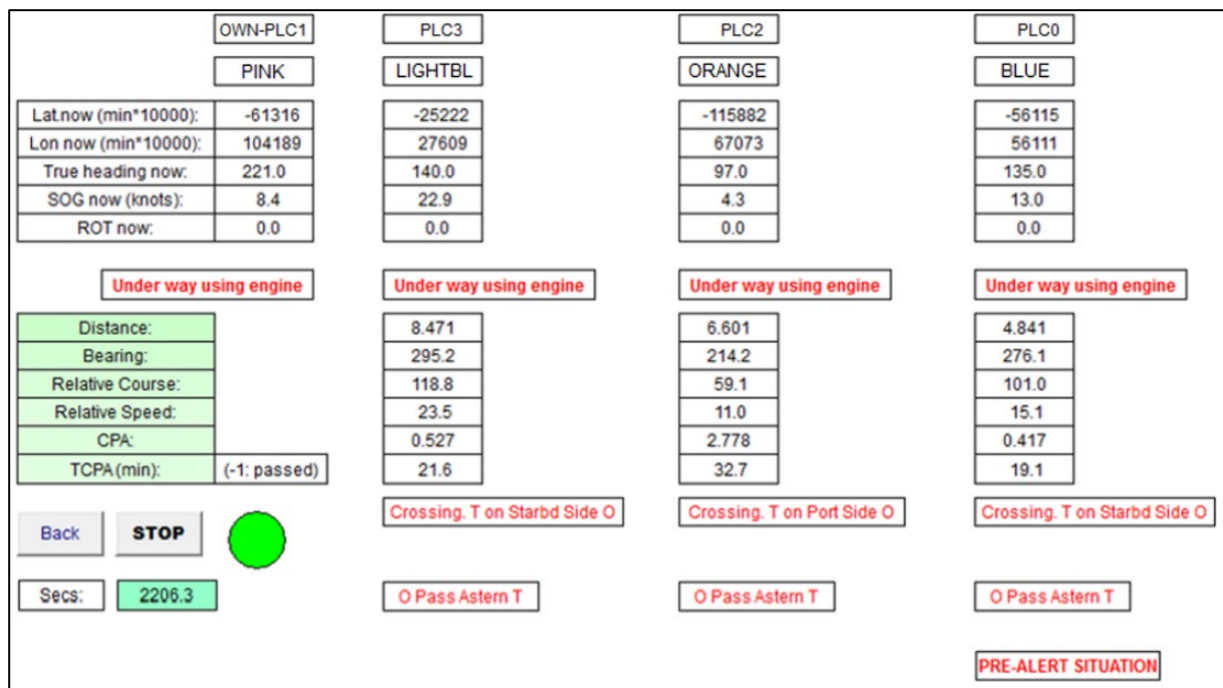 OWN-PLC1 PLC3 PLC2 PLC0
PINK LIGHTBL ORANGE BLUE
Lat.now (min*10000): -61316 -25222 -115882 -56115
Lon now (min*10000): 104189 27609 67073 56111
True heading now: 221.0 140.0 97.0 135.0
SOG now (knots): 8.4 22.9 4.3 13.0
ROT now: 0.0 0.0 0.0 0.0
Under way using engine Under way using engine Under way using engine Under way using engine
Distance: 8.471 6.601 4.841
Bearing: 295.2 214.2 276.1
Relative Course: 118.8 59.1 101.0
Relative Speed: 23.5 11.0 15.1
CPA: 0.527 2.778 0.417
TCPA(min): (-1: passed) 21.6 32.7 19.1
Crossing. T on Starbd Side O Crossing. T on Port Side O Crossing. T on Starbd Side O
Back STOP
Secs: 2206.3 O Pass Astern T O Pass Astern T O Pass Astern T
PRE-ALERT SITUATION